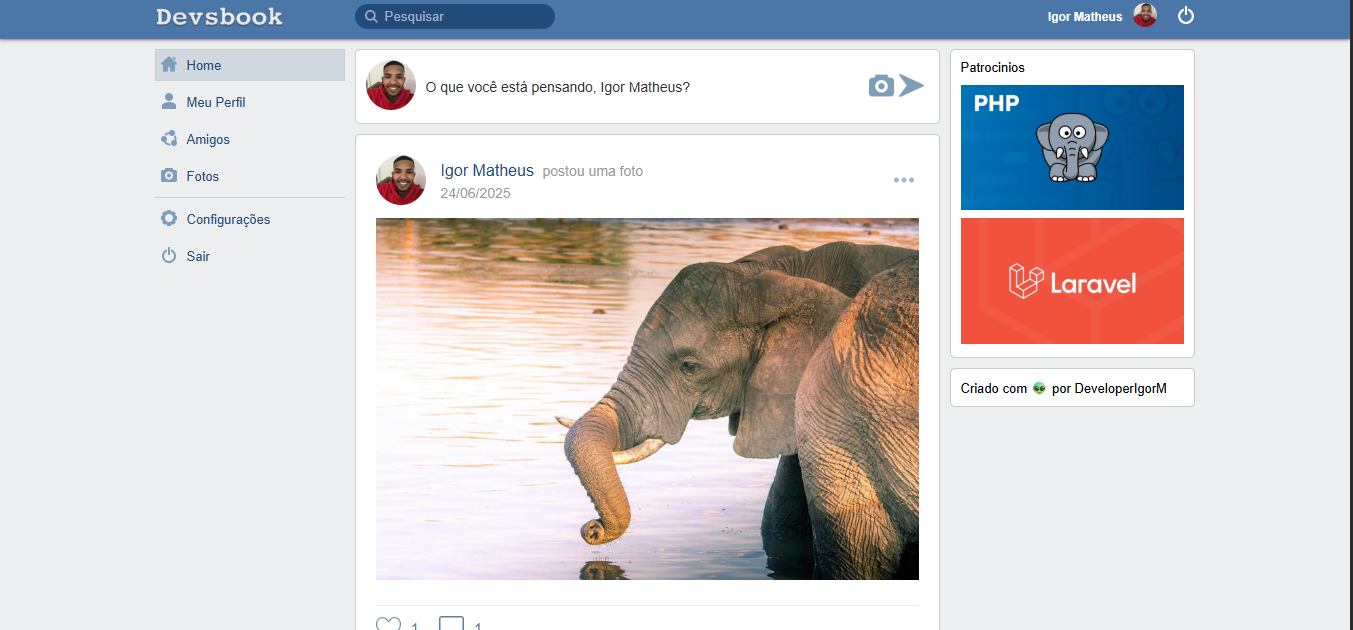 Devsbook
Pesquisar
Igor Matheus
Home
Meu Perfil
Amigos
Fotos
Configurações
Sair
O que você está pensando, Igor Matheus?
Igor Matheus postou uma foto
24/06/2025
1 1
Patrocinios
PHP
Laravel
Criado com 👽 por DeveloperIgorM